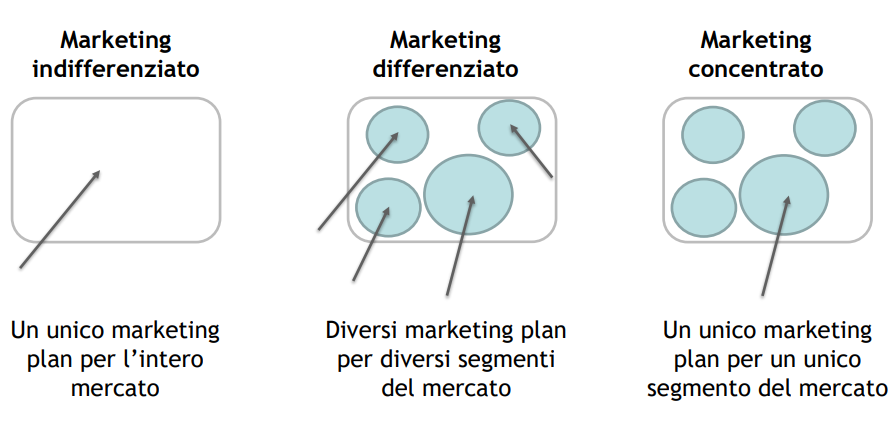 Marketing
indifferenziato
Marketing
differenziato
Marketing
concentrato
Un unico marketing
plan per l'intero
mercato
Diversi marketing plan
per diversi segmenti
del mercato
Un unico marketing
plan per un unico
segmento del mercato